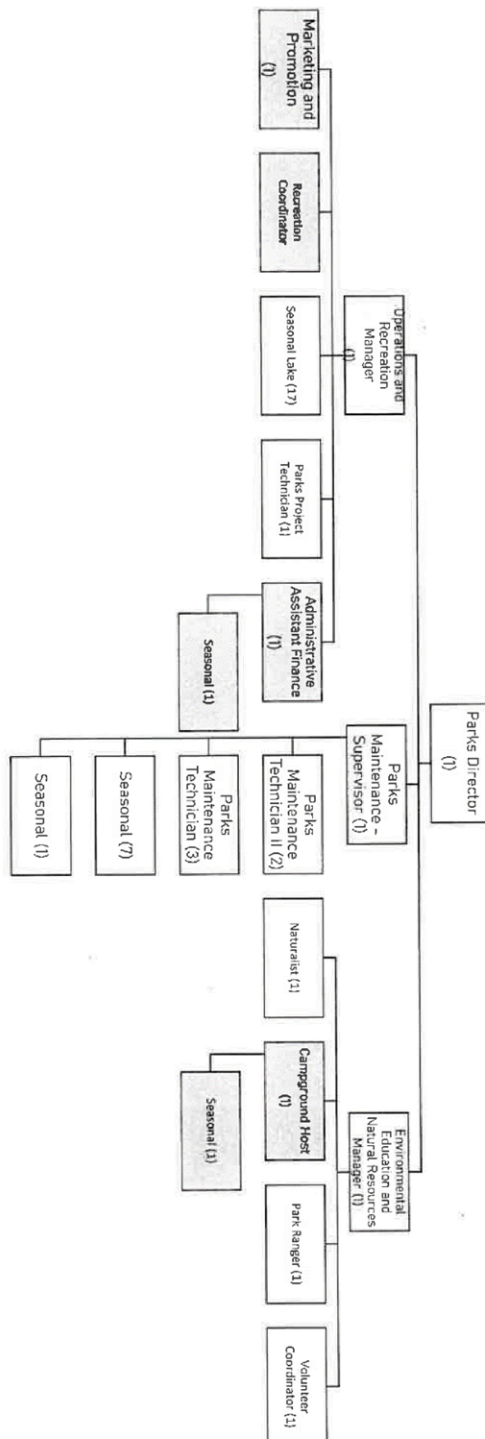 Parks Director
(1)
Operations and
Recreation
Manager
(1)
Parks
Maintenance –
Supervisor (1)
Environmental
Education and
Natural Resources
Manager (1)
Marketing and
Promotion
(1)
Recreation
Coordinator
Seasonal Lake (17)
Parks Project
Technician (1)
Administrative
Assistant Finance
(1)
Seasonal (1)
Parks
Maintenance
Technician II (2)
Parks
Maintenance
Technician (3)
Seasonal (7)
Seasonal (1)
Naturalist (1)
Campground Host
(1)
Seasonal (1)
Park Ranger (1)
Volunteer
Coordinator (1)